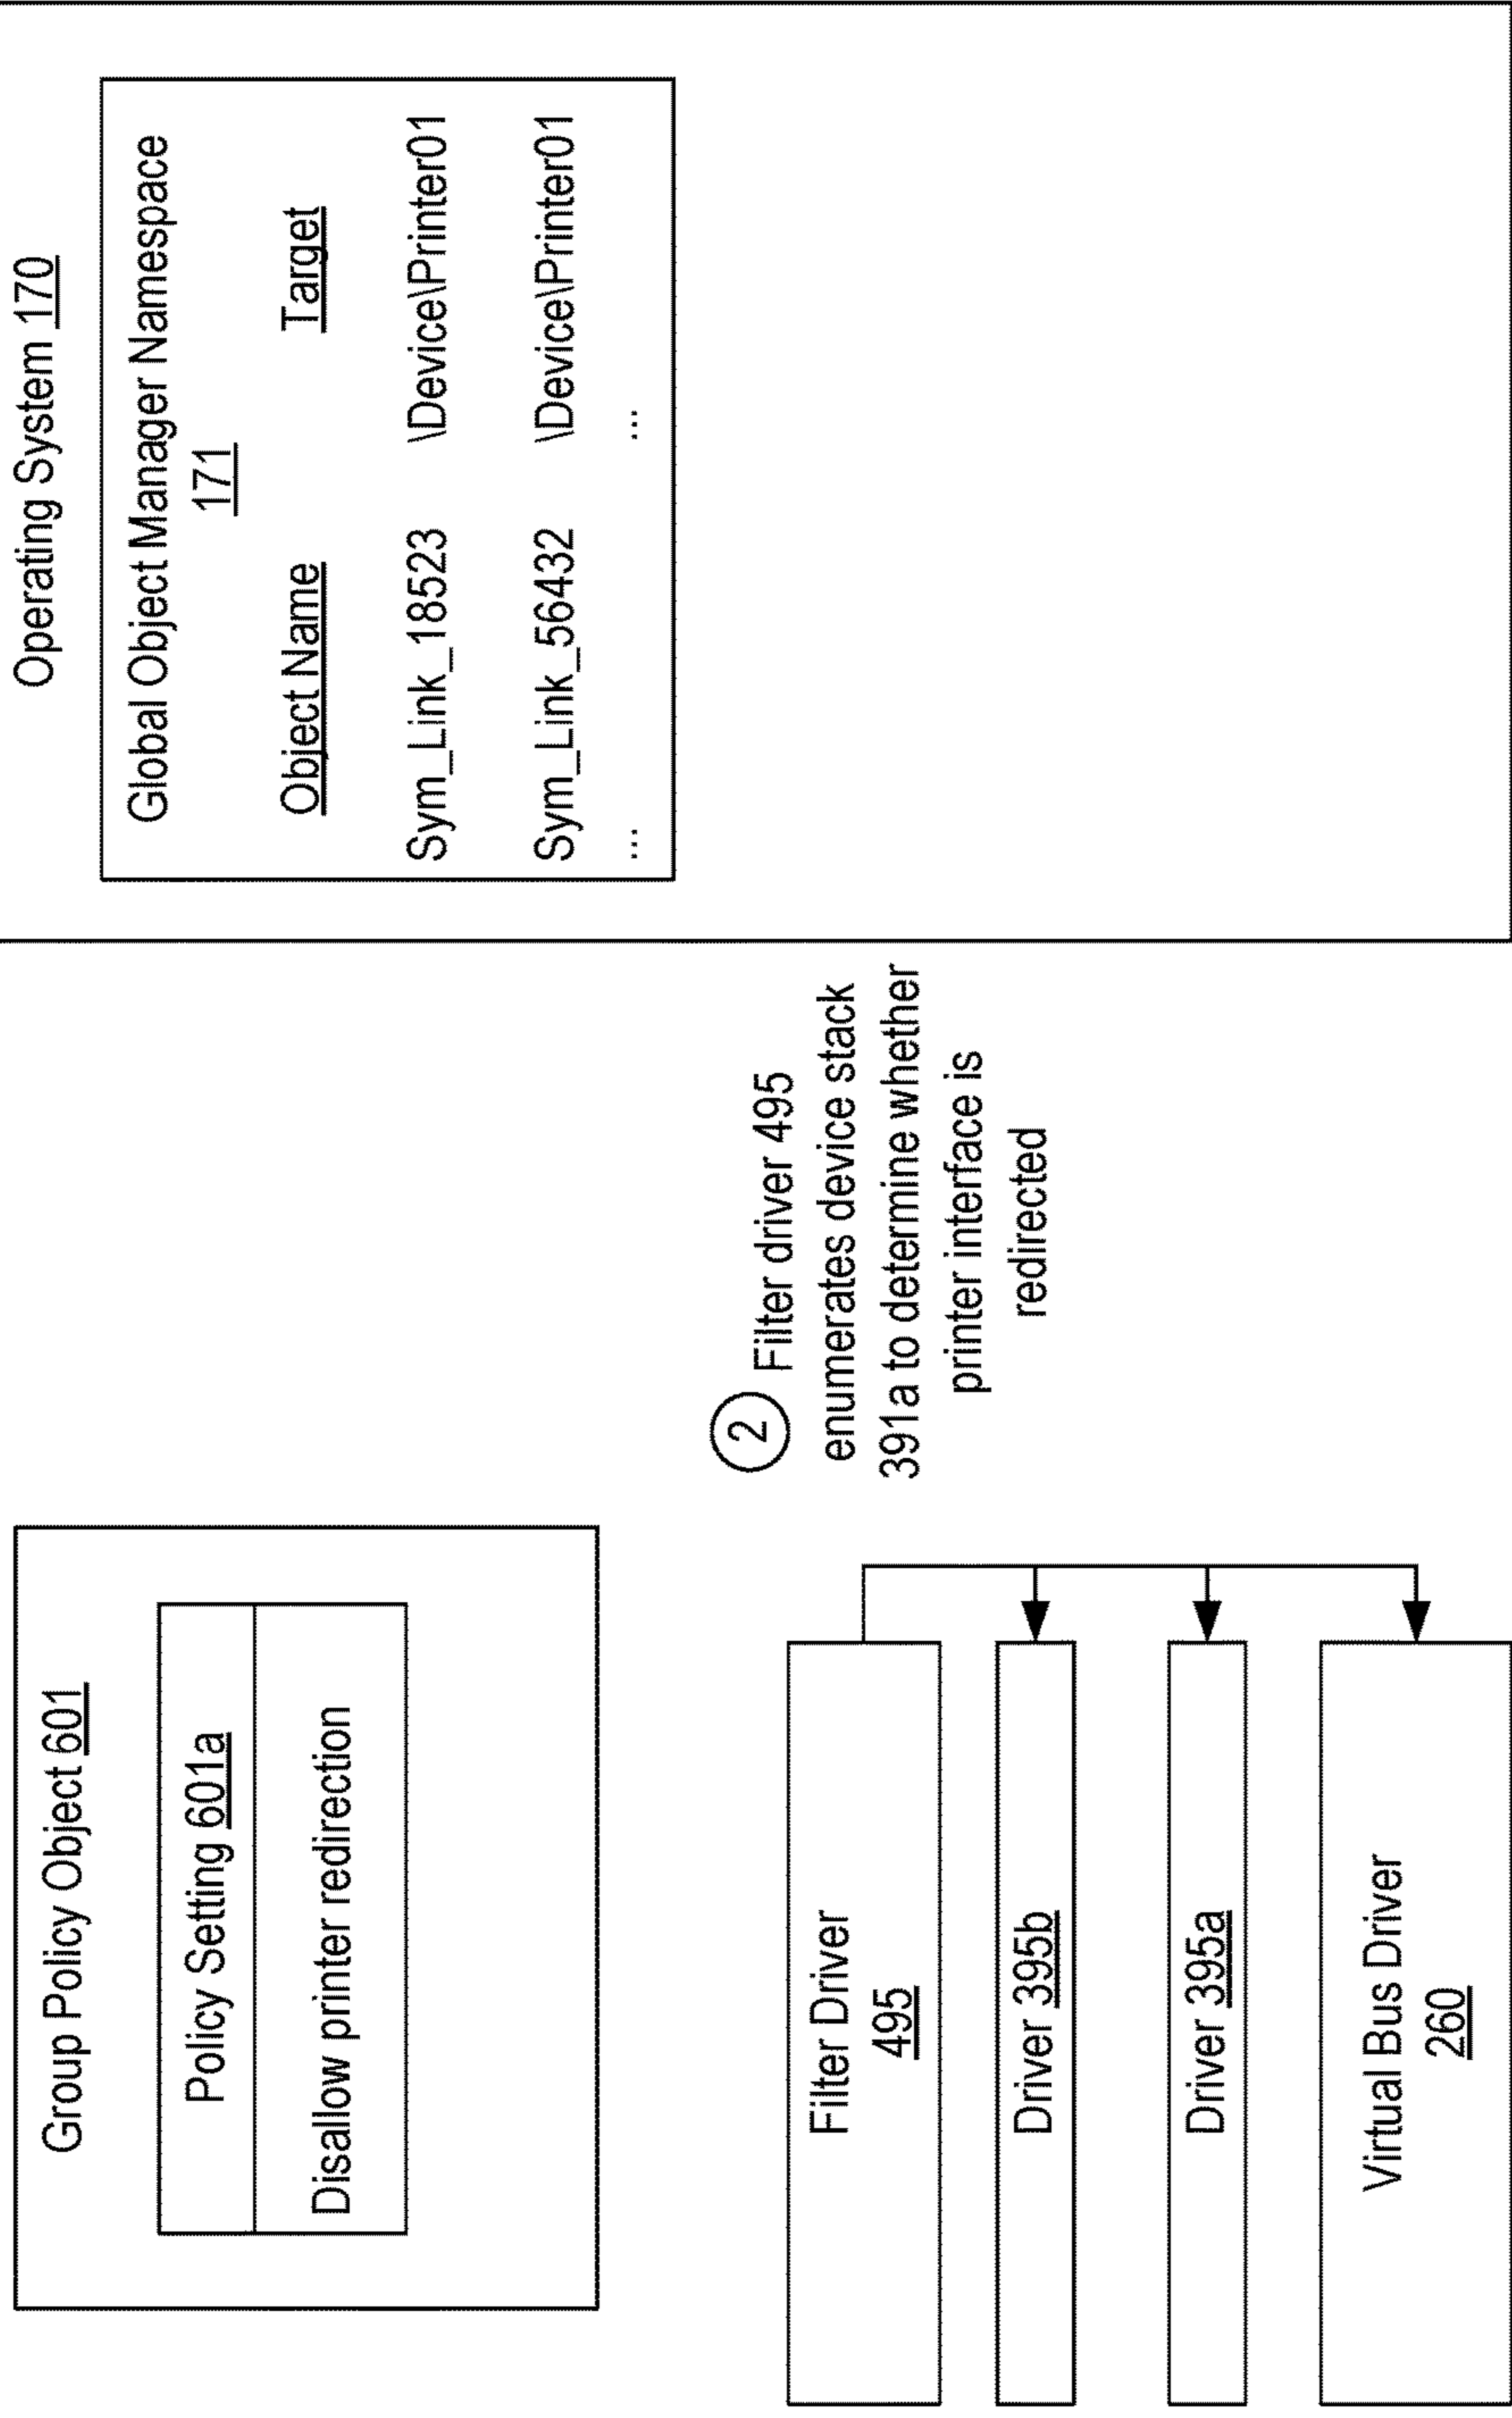 Group Policy Object 601
Policy Setting 601a
Disallow printer redirection
Filter Driver
495
Driver 395b
Driver 395a
Virtual Bus Driver
260
2 Filter driver 495
enumerates device stack
391a to determine whether
printer interface is
redirected
Operating System 170
Global Object Manager Namespace
171
Object Name Target
Sym_Link_18523 \Device\Printer01
Sym_Link_56432 \Device\Printer01
... ...